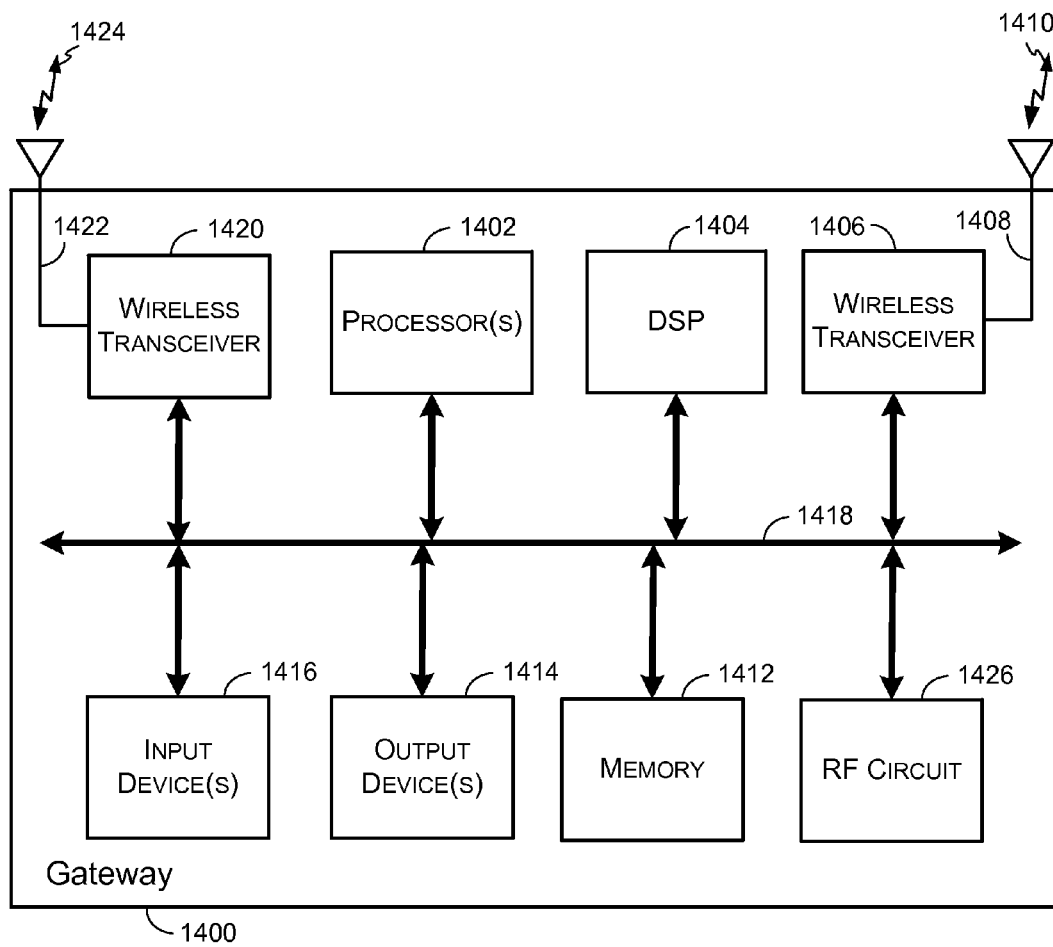 1424
1410
1422
1420
1402
1404
1406
1408
WIRELESS
TRANSCEIVER
PROCESSOR(S)
DSP
WIRELESS
TRANSCEIVER
1418
1416
1414
1412
1426
INPUT
DEVICE(S)
OUTPUT
DEVICE(S)
MEMORY
RF CIRCUIT
Gateway
1400